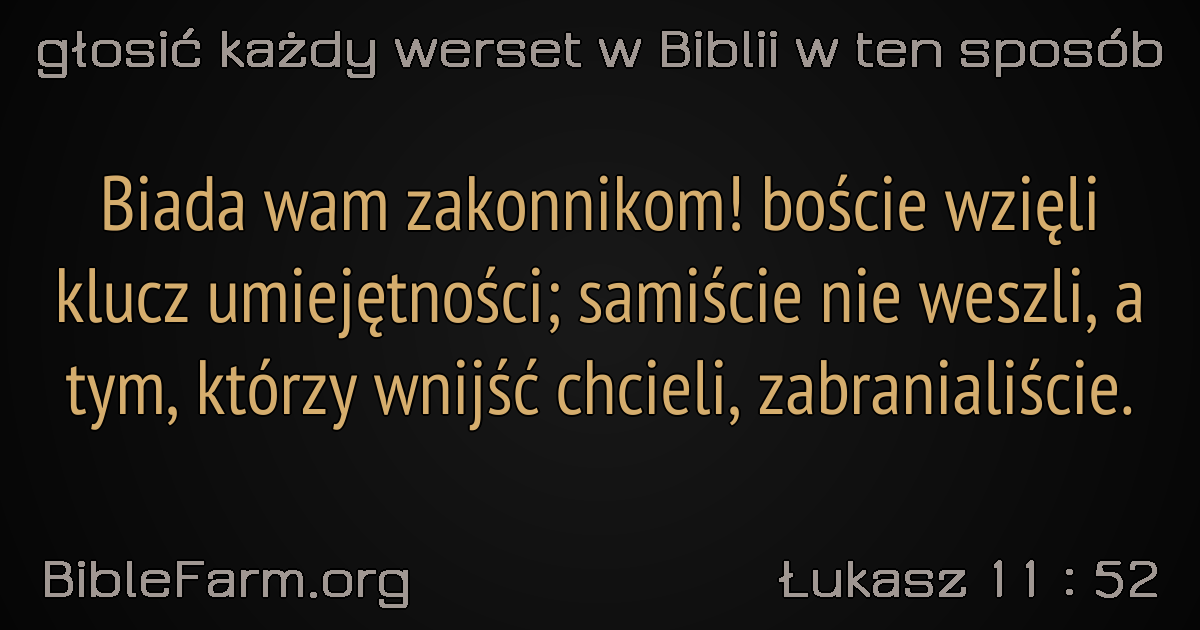 głosić każdy werset w Biblii w ten sposób
Biada wam zakonnikom! boście wzięli
klucz umiejętności; samiście nie weszli, a
tym, którzy wnijść chcieli, zabranialiście.
BibleFarm.org
Łukasz 11 : 52